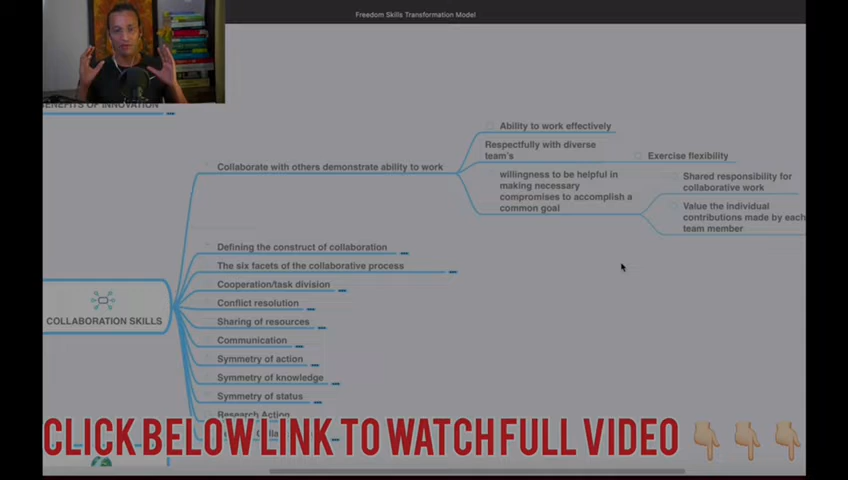 Freedom Skills Transformation Model
BENEFITS OF INNOVATION
Collaborate with others demonstrate ability to work
Ability to work effectively
Respectfully with diverse
team's
Exercise flexibility
willingness to be helpful in
making necessary
compromises to accomplish a
common goal
Shared responsibility for
collaborative work
Value the individual
contributions made by each
team member
COLLABORATION SKILLS
Defining the construct of collaboration
The six facets of the collaborative process
Cooperation/task division
Conflict resolution
Sharing of resources
Communication
Symmetry of action
Symmetry of knowledge
Symmetry of status
Research Action
CLICK BELOW LINK TO WATCH FULL VIDEO